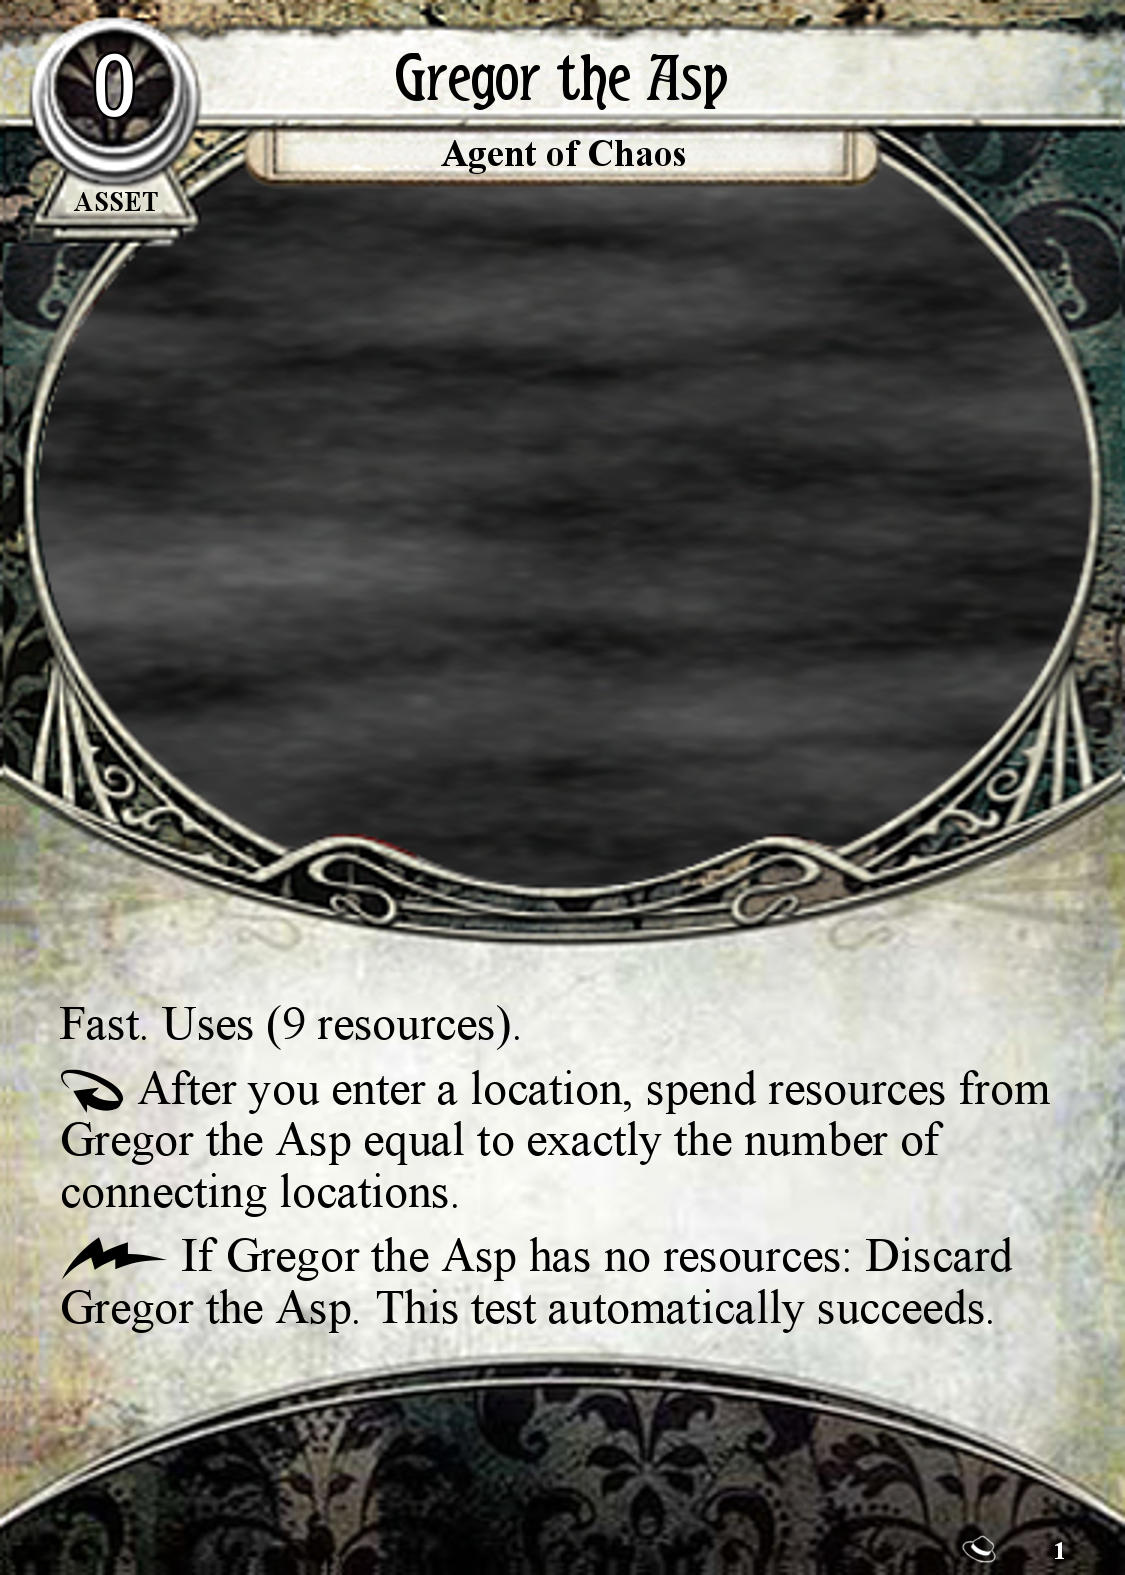 0
Gregor the Asp
Agent of Chaos
ASSET
Fast. Uses (9 resources).
After you enter a location, spend resources from
Gregor the Asp equal to exactly the number of
connecting locations.
If Gregor the Asp has no resources: Discard
Gregor the Asp. This test automatically succeeds.
1